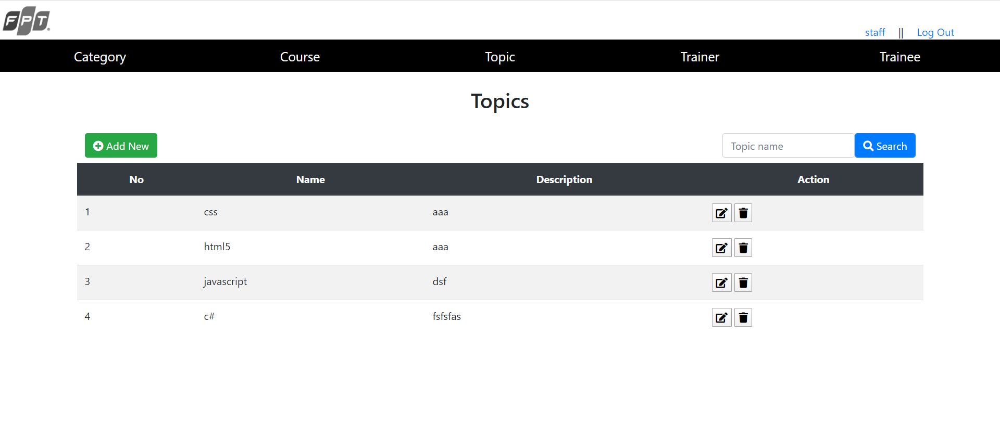 FPT
staff || Log Out
Category Course Topic Trainer Trainee
Topics
Add New Topic name Search
No Name Description Action
1 css aaa
2 html5 aaa
3 javascript dsf
4 c# fsfsfas